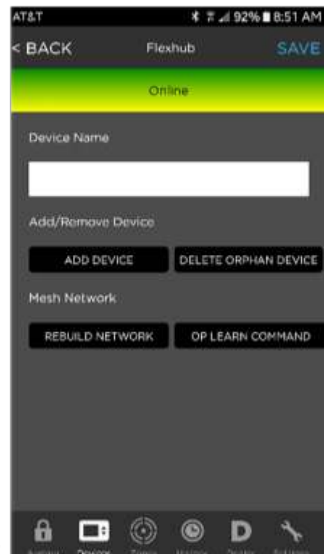 AT&T 92% 8:51 AM
< BACK Flexhub SAVE
Online
Device Name
Add/Remove Device
ADD DEVICE DELETE ORPHAN DEVICE
Mesh Network
REBUILD NETWORK OP LEARN COMMAND
D
Devices